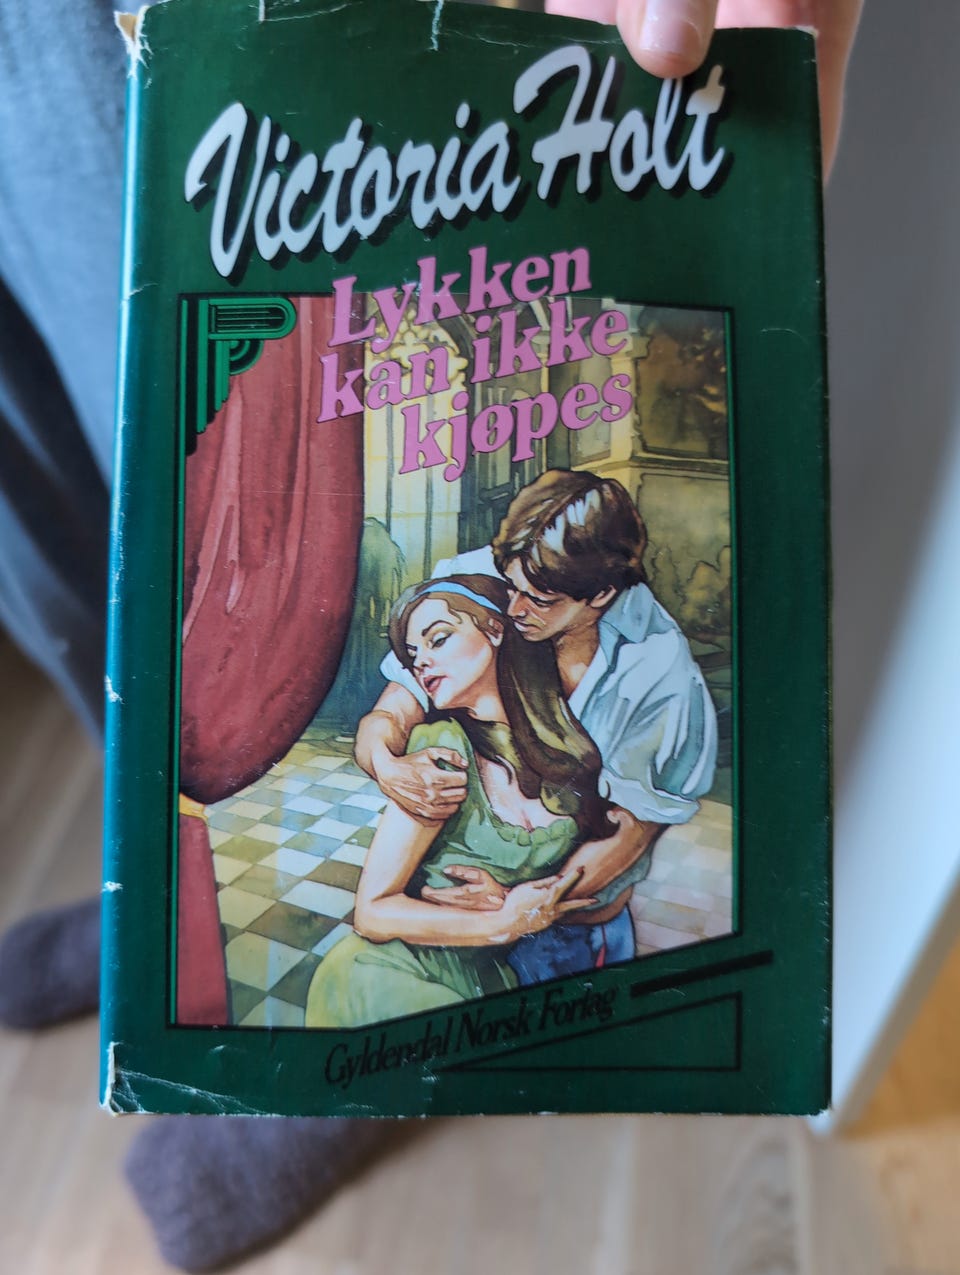 Victoria Holt
Lykken
kan ikke
kjøpes
Gyldendal Norsk Forlag